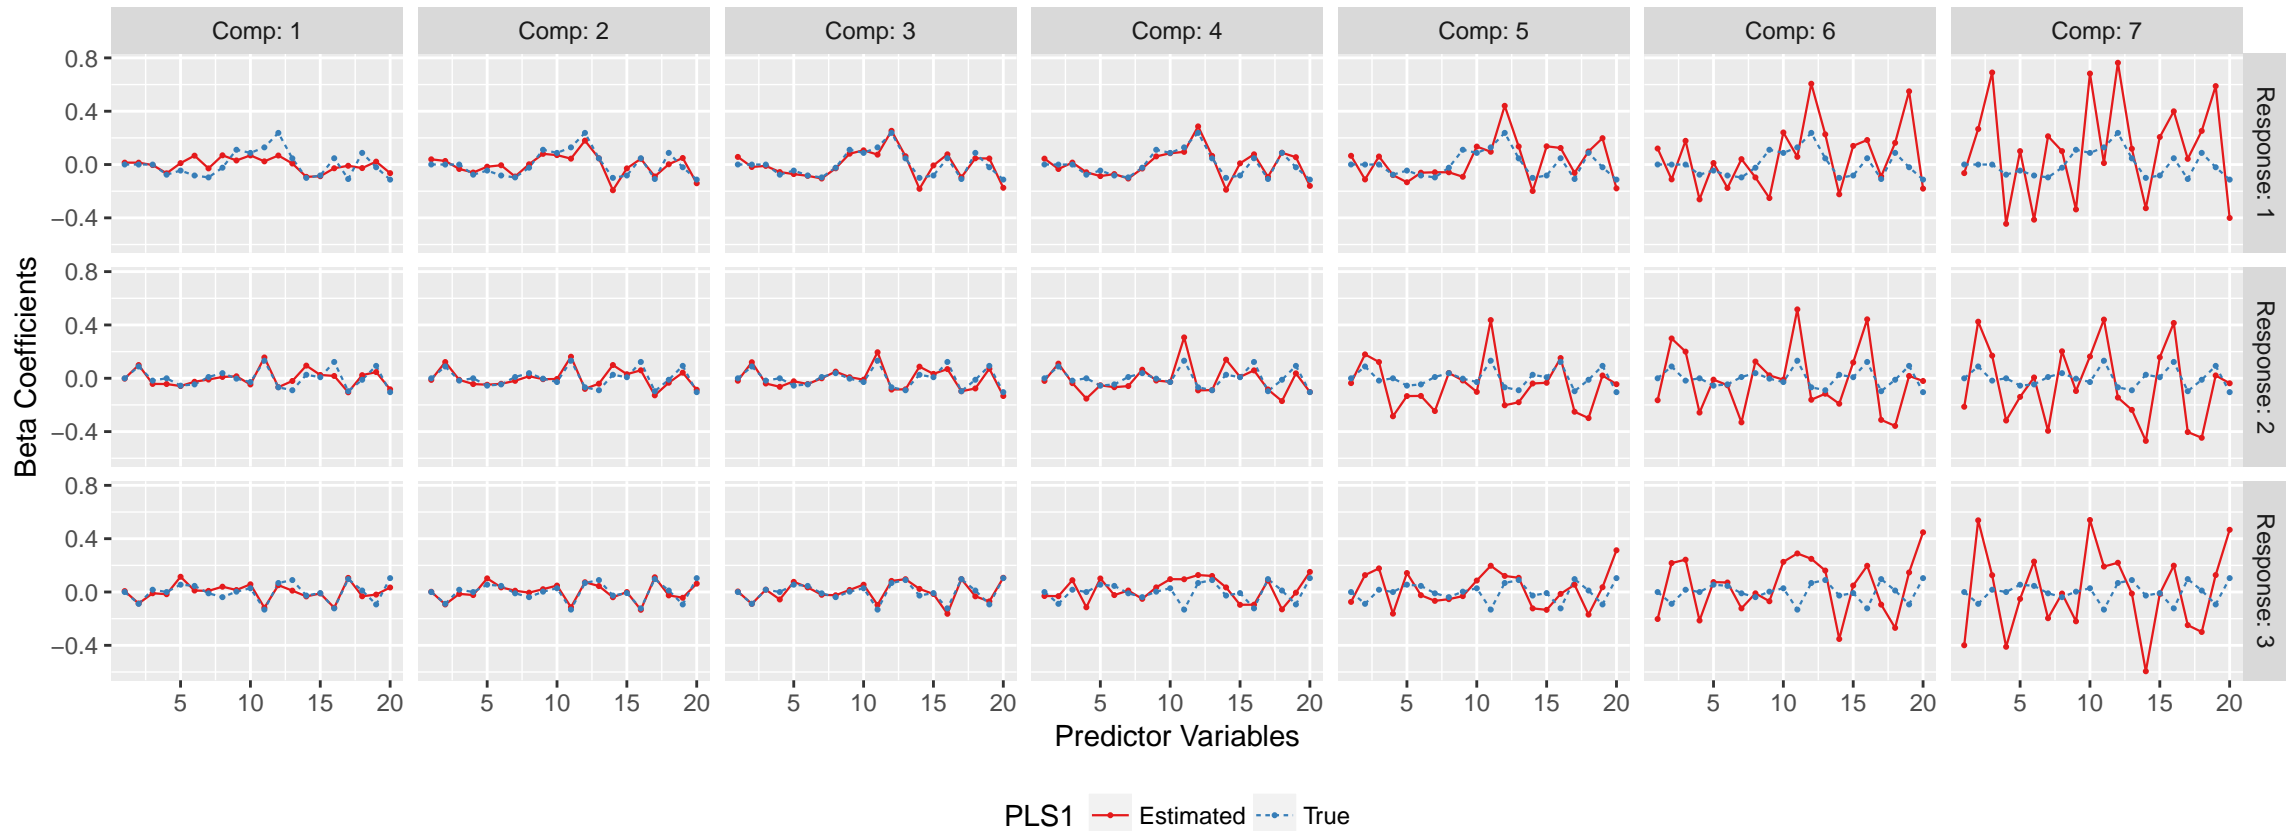 Comp: 1 Comp: 2 Comp: 3 Comp: 4 Comp: 5 Comp: 6 Comp: 7
0.8
0.4
0.0
−0.4
Response: 1
0.8
0.4
0.0
−0.4
Response: 2
0.8
0.4
0.0
−0.4
Response: 3
Beta Coefficients
5 10 15 20 5 10 15 20 5 10 15 20 5 10 15 20 5 10 15 20 5 10 15 20 5 10 15 20
Predictor Variables
PLS1 Estimated True